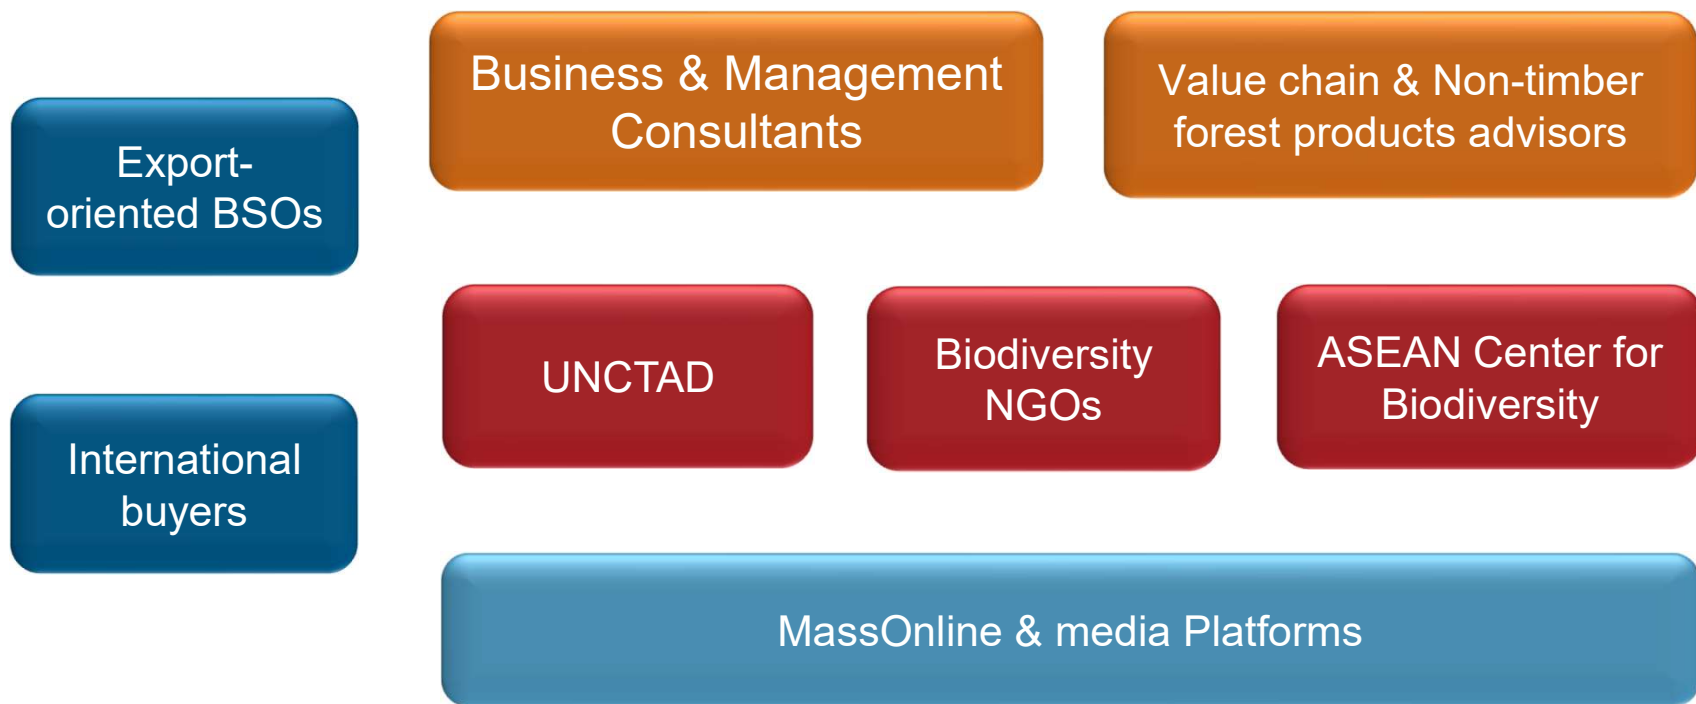 Export-
oriented BSOs
International
buyers
Business & Management
Consultants
Value chain & Non-timber
forest products advisors
UNCTAD
Biodiversity
NGOs
ASEAN Center for
Biodiversity
MassOnline & media Platforms